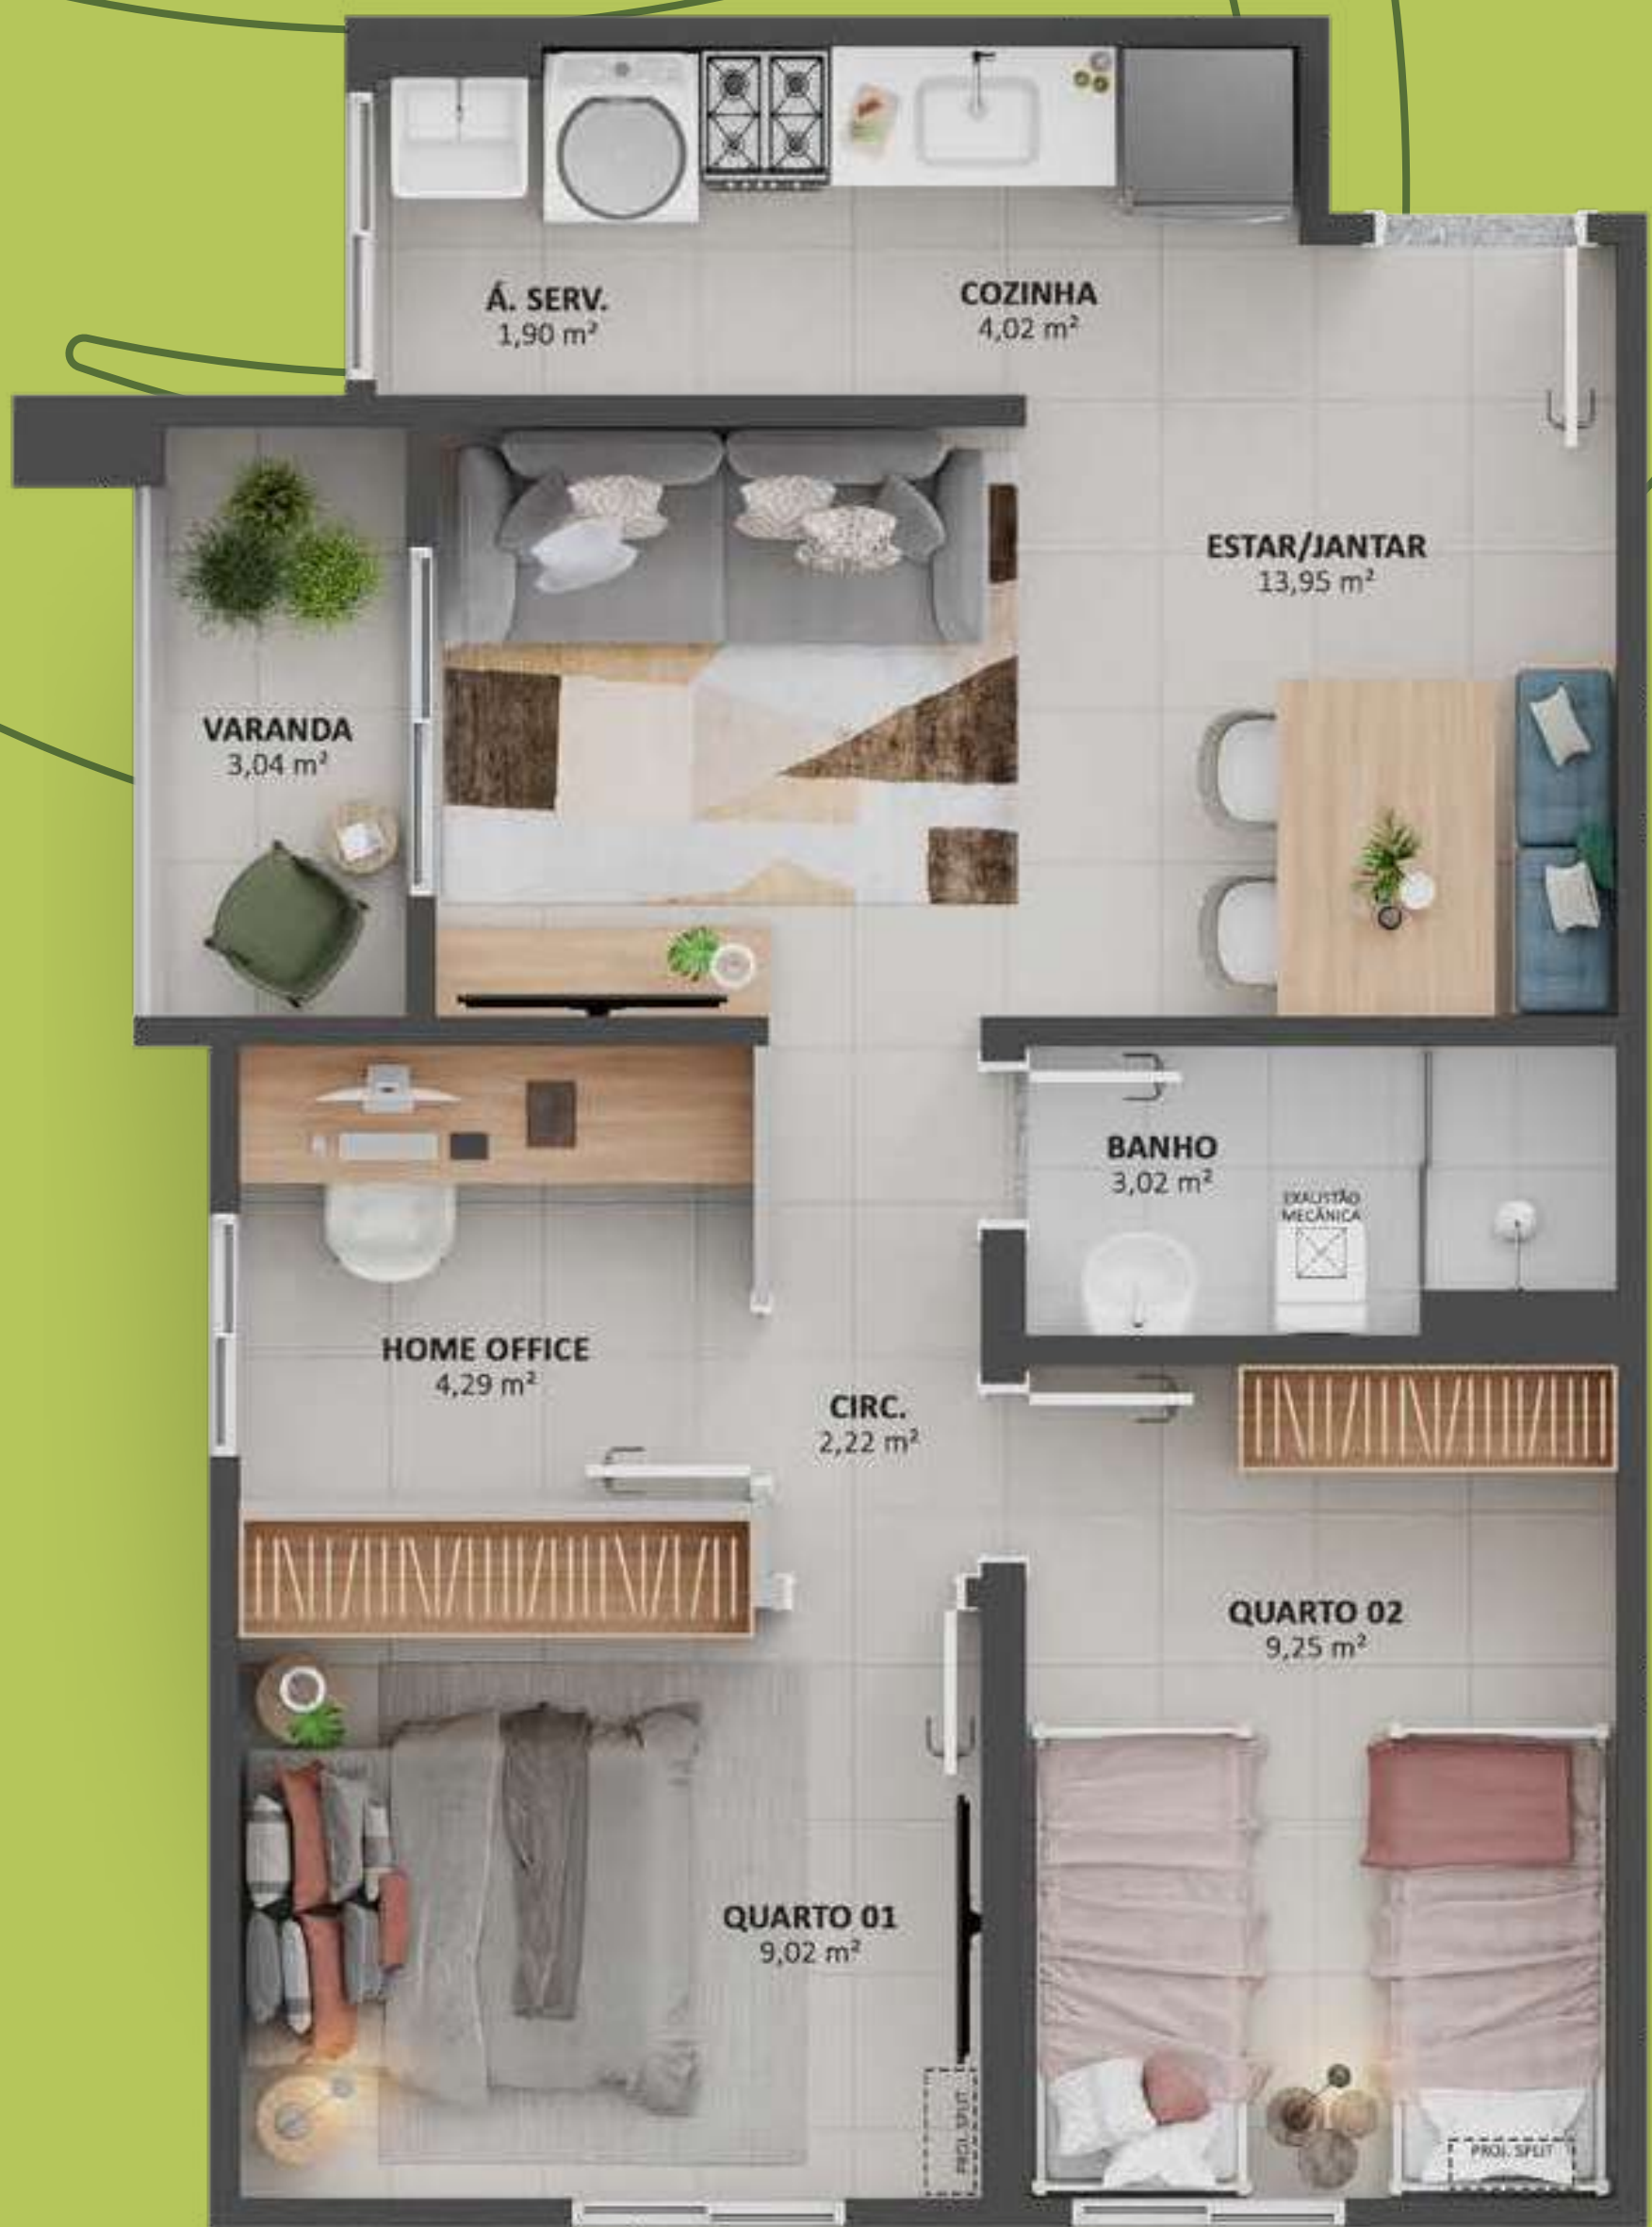 Á. SERV.
1,90 m²
COZINHA
4,02 m²
ESTAR/JANTAR
13,95 m²
VARANDA
3,04 m²
BANHO
3,02 m²
EXAUSTÃO
MECÂNICA
HOME OFFICE
4,29 m²
CIRC.
2,22 m²
QUARTO 02
9,25 m²
QUARTO 01
9,02 m²
PROJ. SPLIT
PROJ. SPLIT